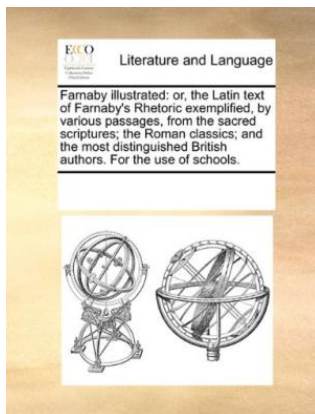 ECCO
Literature and Language
Farnaby illustrated: or, the Latin text
of Farnaby's Rhetoric exemplified, by
various passages, from the sacred
scriptures; the Roman classics; and
the most distinguished British
authors. For the use of schools.